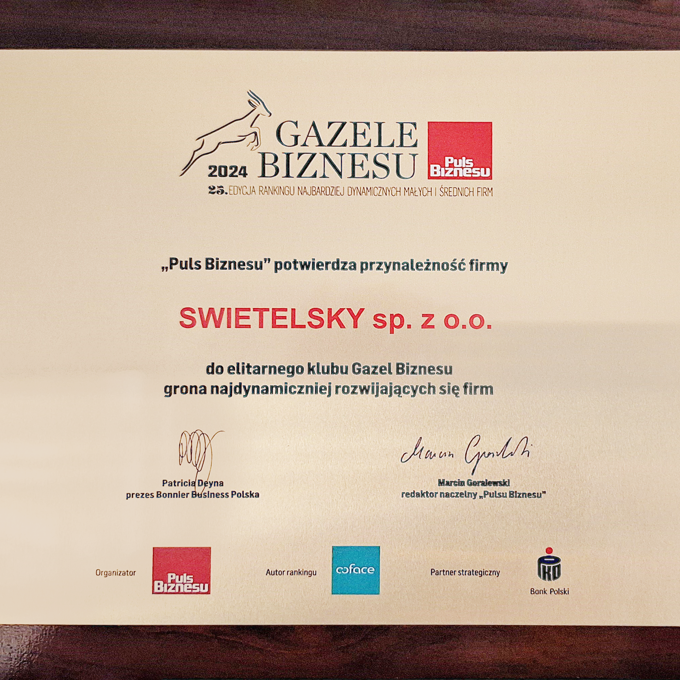 GAZELE
2024 BIZNESU
Puls
Biznesu
25. EDYCJA RANKINGU NAJBARDZIEJ DYNAMICZNYCH MAŁYCH I ŚREDNICH FIRM
„Puls Biznesu” potwierdza przynależność firmy
SWIETELSKY sp. z o.o.
do elitarnego klubu Gazel Biznesu
grona najdynamiczniej rozwijających się firm
Patricia Deyna
prezes Bonnier Business Polska
Marcin Goralewski
redaktor naczelny „Pulsu Biznesu”
Organizator
Puls
Biznesu
Autor rankingu
coface
Partner strategiczny
PKO
Bank Polski